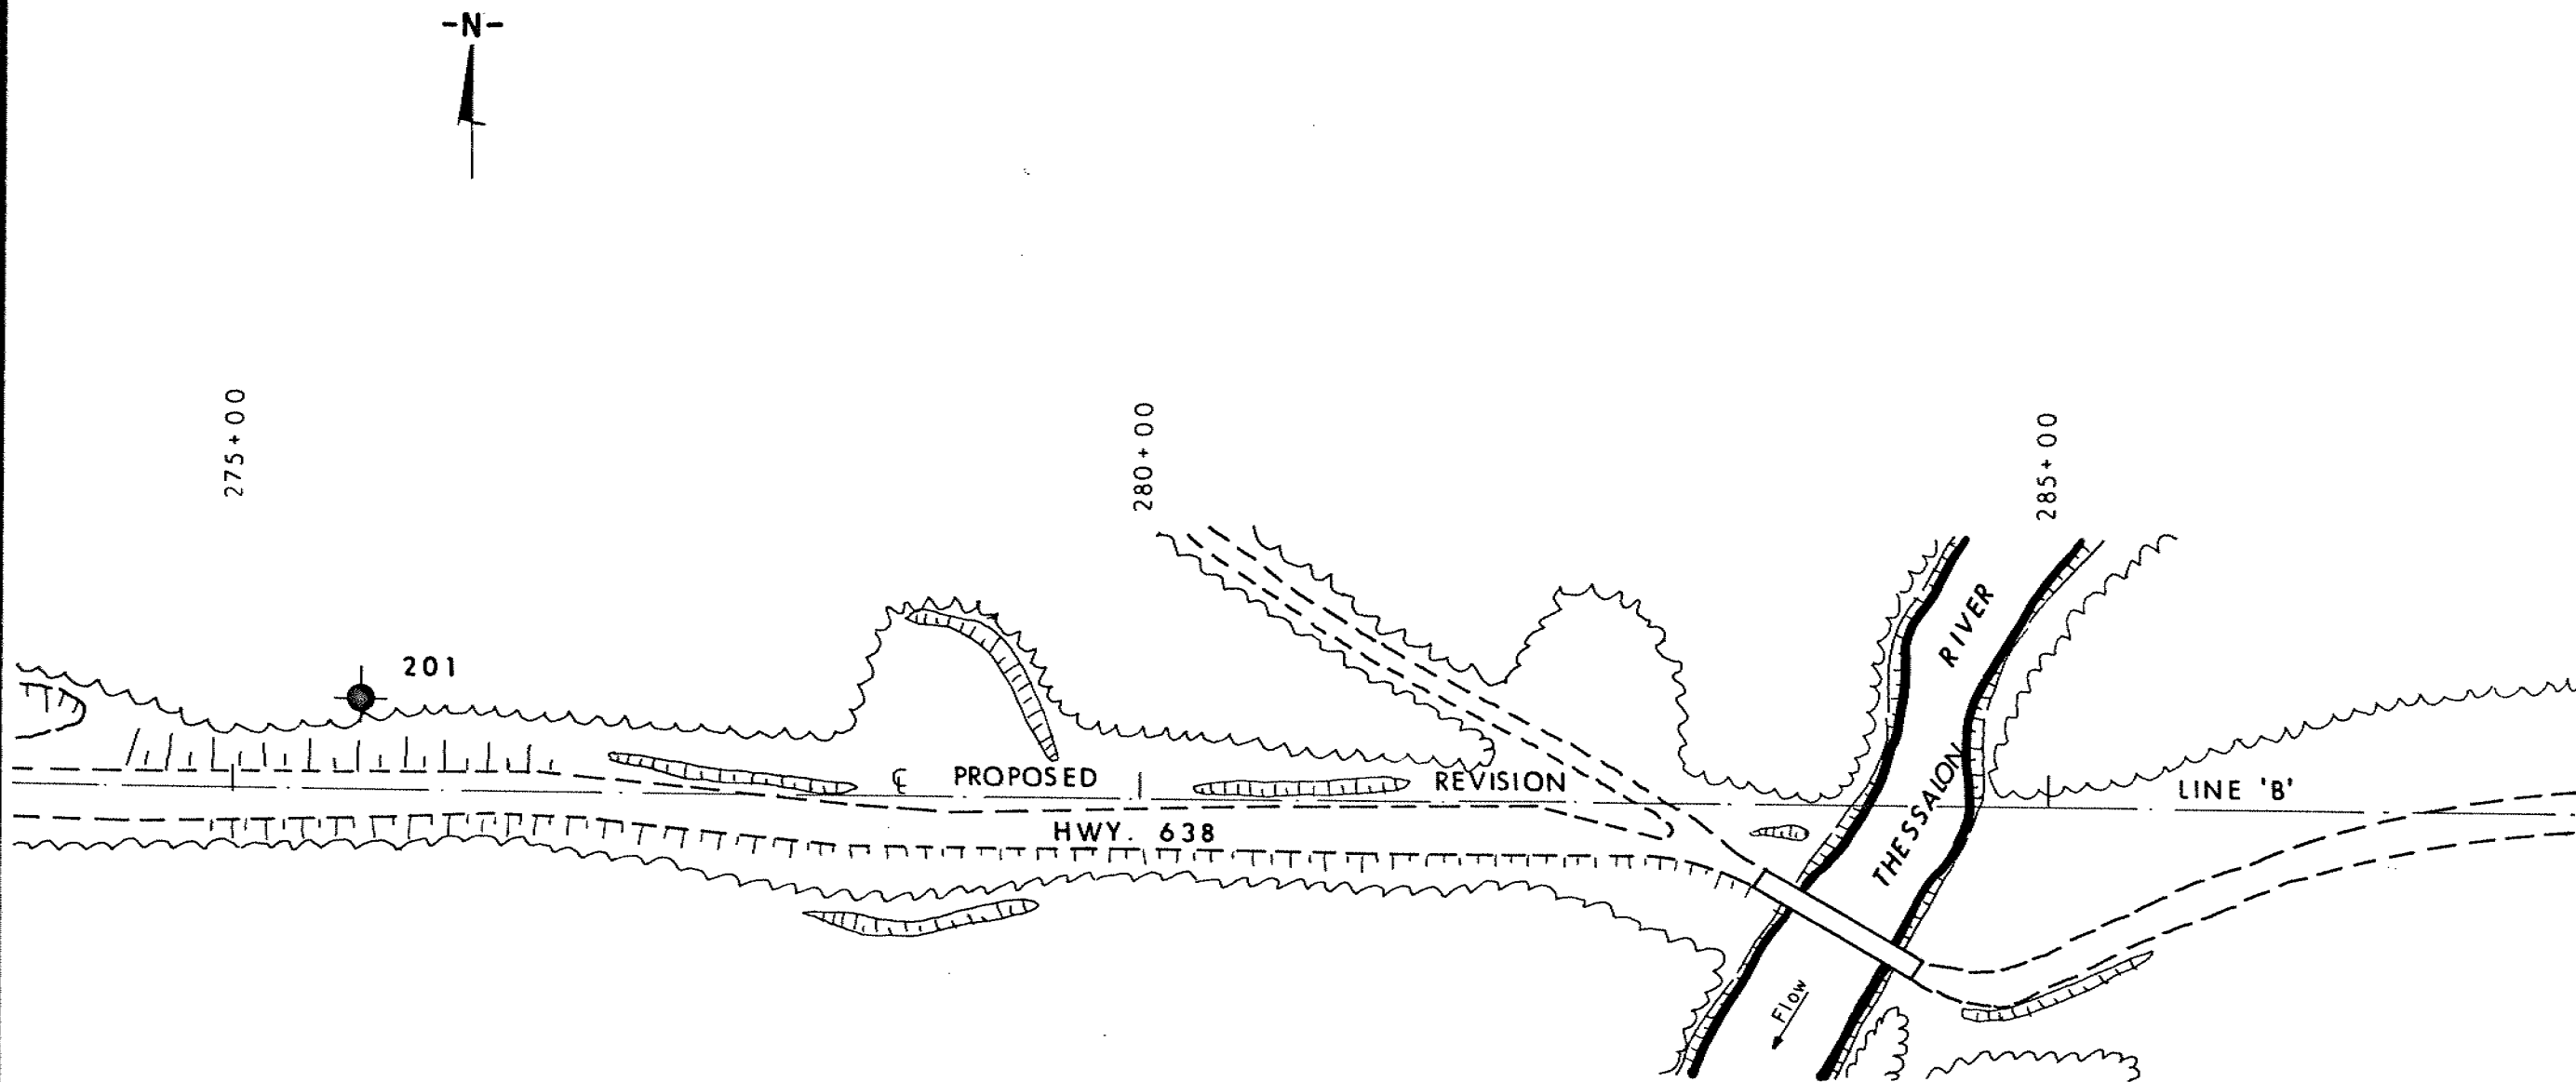 -N-
275+00
280+00
285+00
RIVER
201
℄ PROPOSED REVISION
LINE 'B'
HWY. 638
THESSALON
Flow